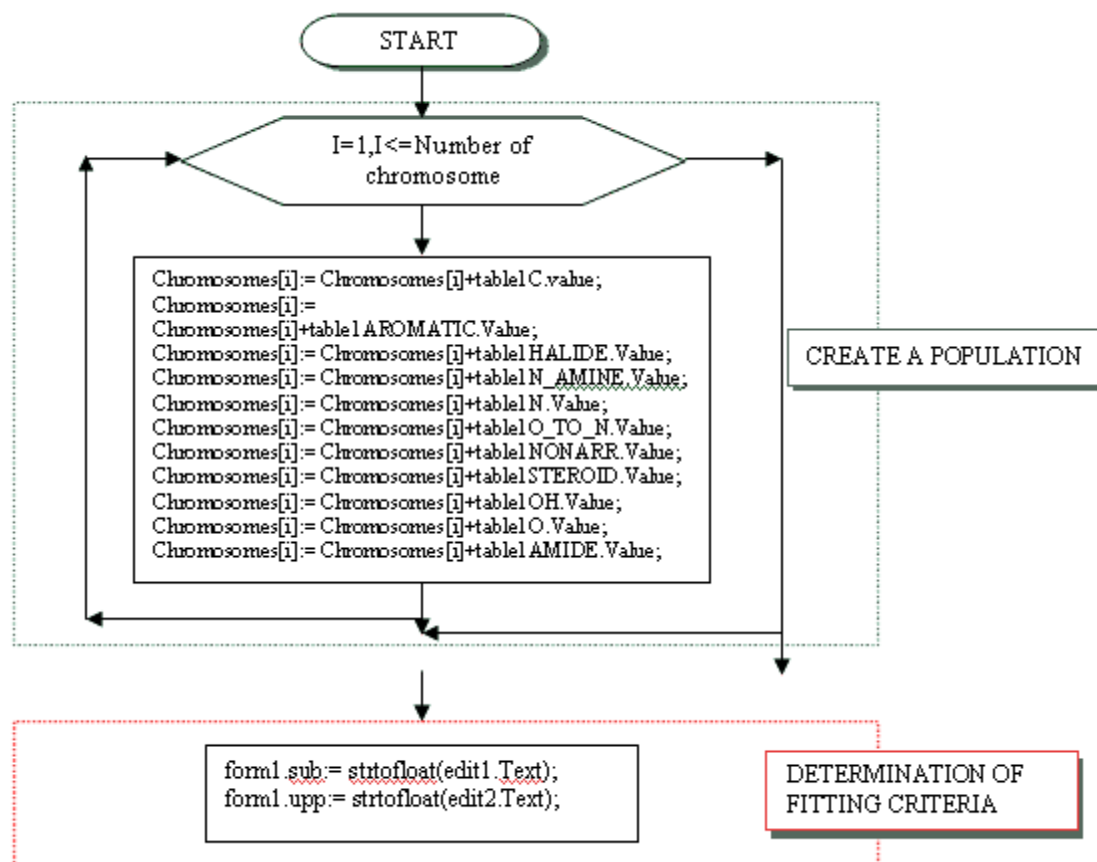 START
I=1,I<=Number of
chromosome
Chromosomes[i]:= Chromosomes[i]+table1C.value;
Chromosomes[i]:=
Chromosomes[i]+table1AROMATIC.Value;
Chromosomes[i]:= Chromosomes[i]+table1HALIDE.Value;
Chromosomes[i]:= Chromosomes[i]+table1N_AMINE.Value;
Chromosomes[i]:= Chromosomes[i]+table1N.Value;
Chromosomes[i]:= Chromosomes[i]+table1O_TO_N.Value;
Chromosomes[i]:= Chromosomes[i]+table1NONARR.Value;
Chromosomes[i]:= Chromosomes[i]+table1STEROID.Value;
Chromosomes[i]:= Chromosomes[i]+table1OH.Value;
Chromosomes[i]:= Chromosomes[i]+table1O.Value;
Chromosomes[i]:= Chromosomes[i]+table1AMIDE.Value;
CREATE A POPULATION
form1.sub:= strtofloat(edit1.Text);
form1.upp:= strtofloat(edit2.Text);
DETERMINATION OF
FITTING CRITERIA